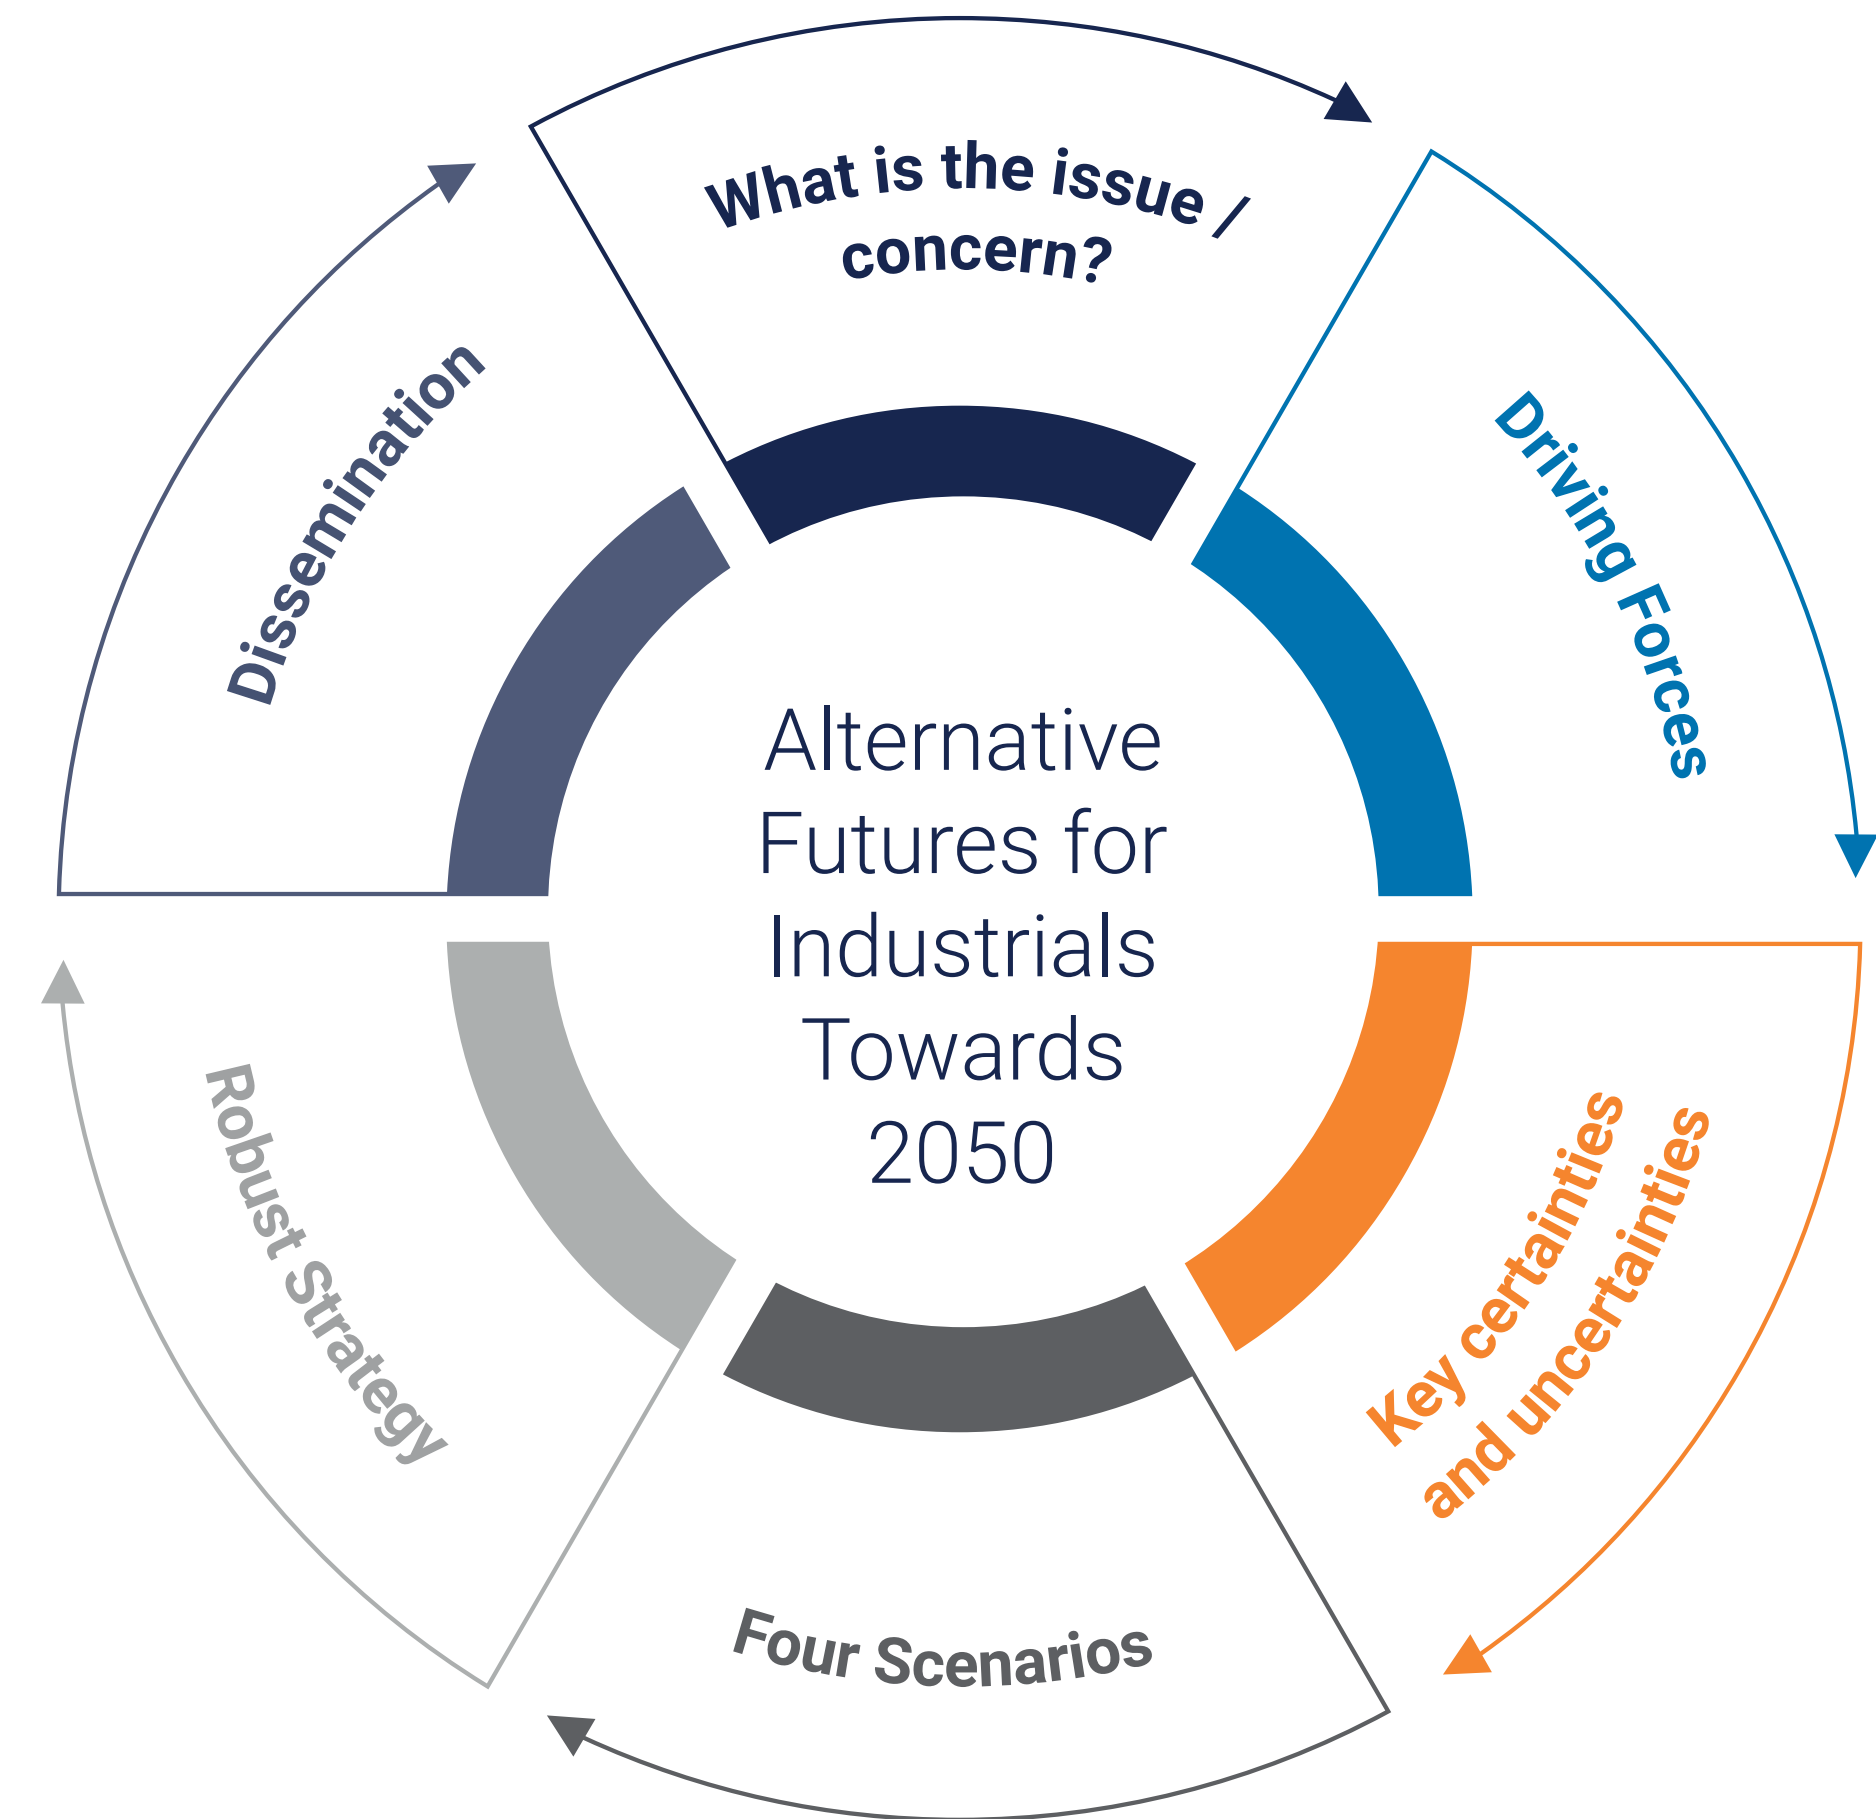 What is the issue /
concern?
Driving Forces
Key certainties
and uncertainties
Four Scenarios
Robust Strategy
Dissemination
Alternative
Futures for
Industrials
Towards
2050